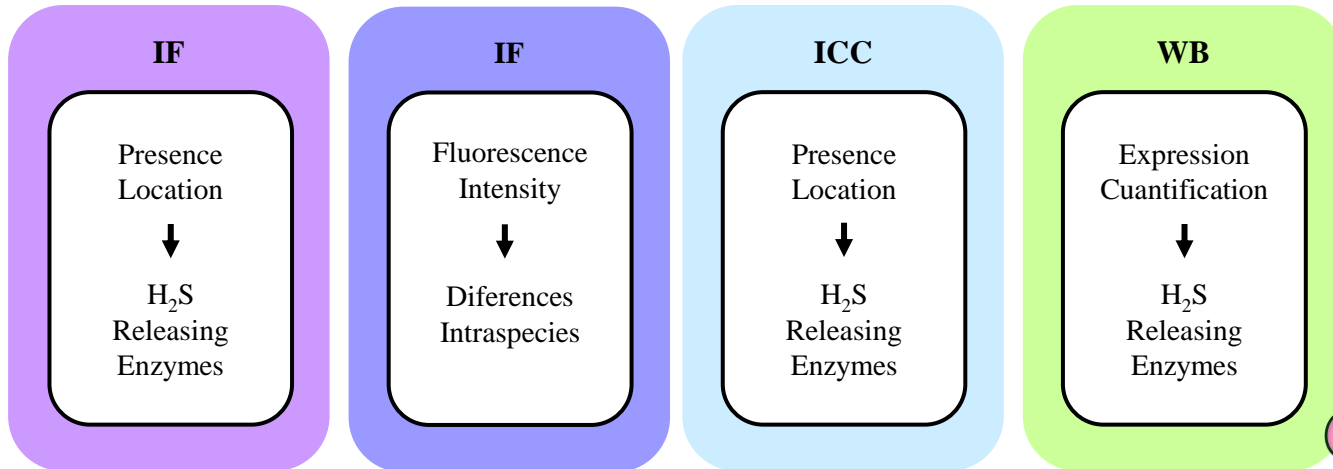 IF
Presence
Location
H₂S
Releasing
Enzymes
IF
Fluorescence
Intensity
Diferences
Intraspecies
ICC
Presence
Location
H₂S
Releasing
Enzymes
WB
Expression
Cuantification
H₂S
Releasing
Enzymes